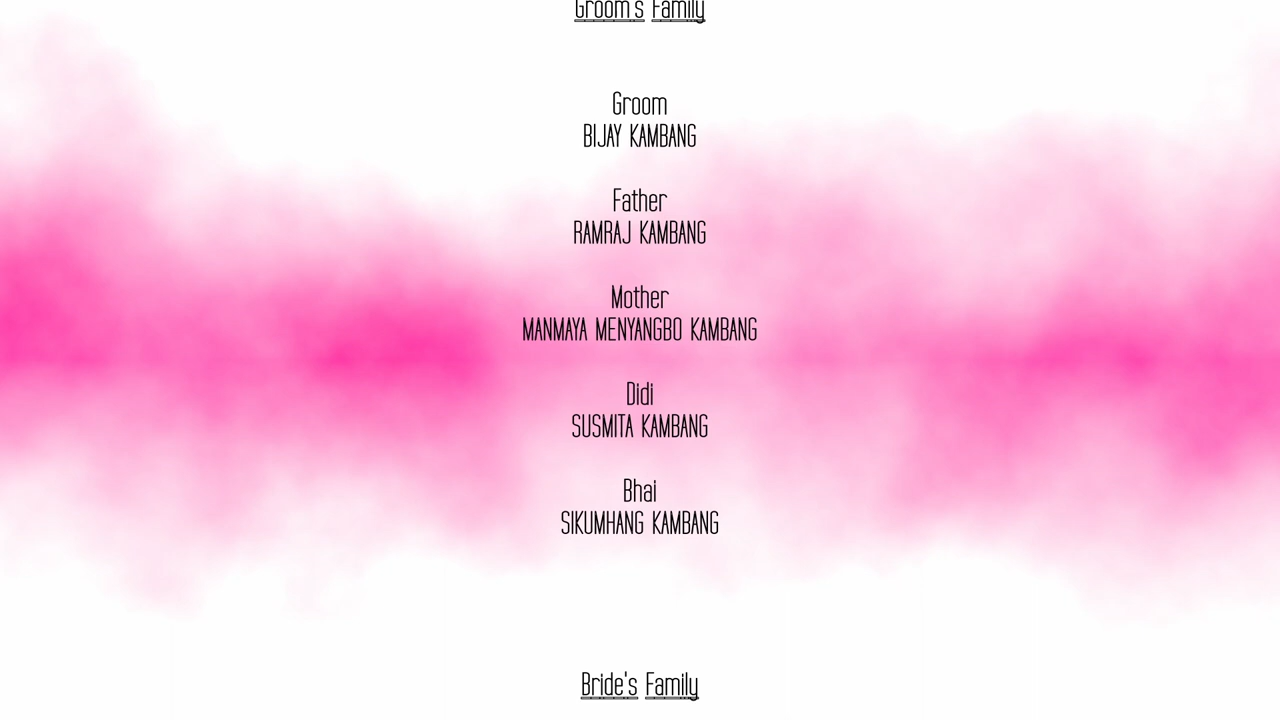 Groom's Family
Groom
BIJAY KAMBANG
Father
RAMRAJ KAMBANG
Mother
MANMAYA MENYANGBO KAMBANG
Didi
SUSMITA KAMBANG
Bhai
SIKUMHANG KAMBANG
Bride's Family